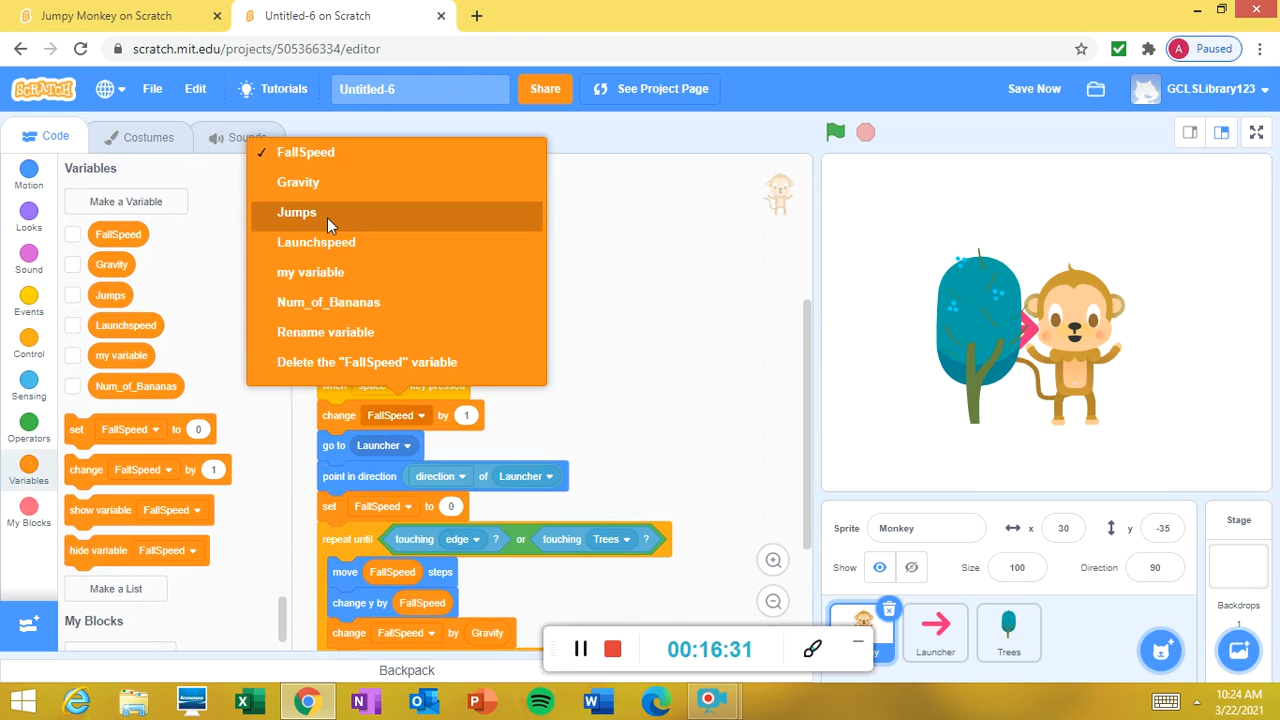 Jumpy Monkey on Scratch
Untitled-6 on Scratch
scratch.mit.edu/projects/505366334/editor
A Paused
SCRATCH
File
Edit
Tutorials
Untitled-6
Share
See Project Page
Save Now
GCLSLibrary123
Code
Costumes
Sounds
Motion
Looks
Sound
Events
Control
Sensing
Operators
Variables
My Blocks
Variables
Make a Variable
FallSpeed
Gravity
Jumps
Launchspeed
my variable
Num_of_Bananas
set FallSpeed to 0
change FallSpeed by 1
show variable FallSpeed
hide variable FallSpeed
Make a List
My Blocks
✓ FallSpeed
Gravity
Jumps
Launchspeed
my variable
Num_of_Bananas
Rename variable
Delete the "FallSpeed" variable
when space key pressed
change FallSpeed by 1
go to Launcher
point in direction direction of Launcher
set FallSpeed to 0
repeat until touching edge ? or touching Trees ?
move FallSpeed steps
change y by FallSpeed
change FallSpeed by Gravity
Sprite Monkey x 30 y -35
Show Size 100 Direction 90
Launcher
Trees
Stage
Backdrops
1
00:16:31
Backpack
10:24 AM
3/22/2021